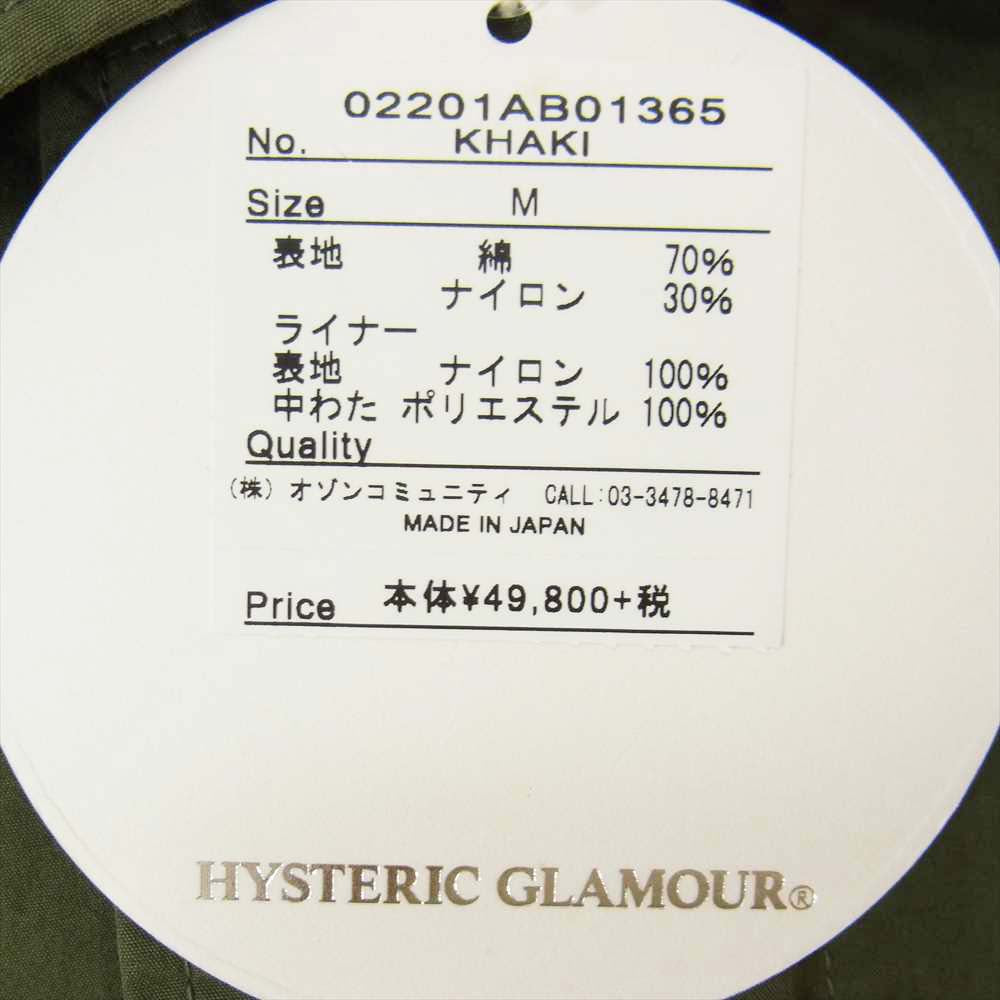 02201AB01365
No. KHAKI
Size M
表地 綿 70%
ナイロン 30%
ライナー
表地 ナイロン 100%
中わた ポリエステル 100%
Quality
(株) オゾンコミュニティ CALL:03-3478-8471
MADE IN JAPAN
Price 本体¥49,800+税
HYSTERIC GLAMOUR®